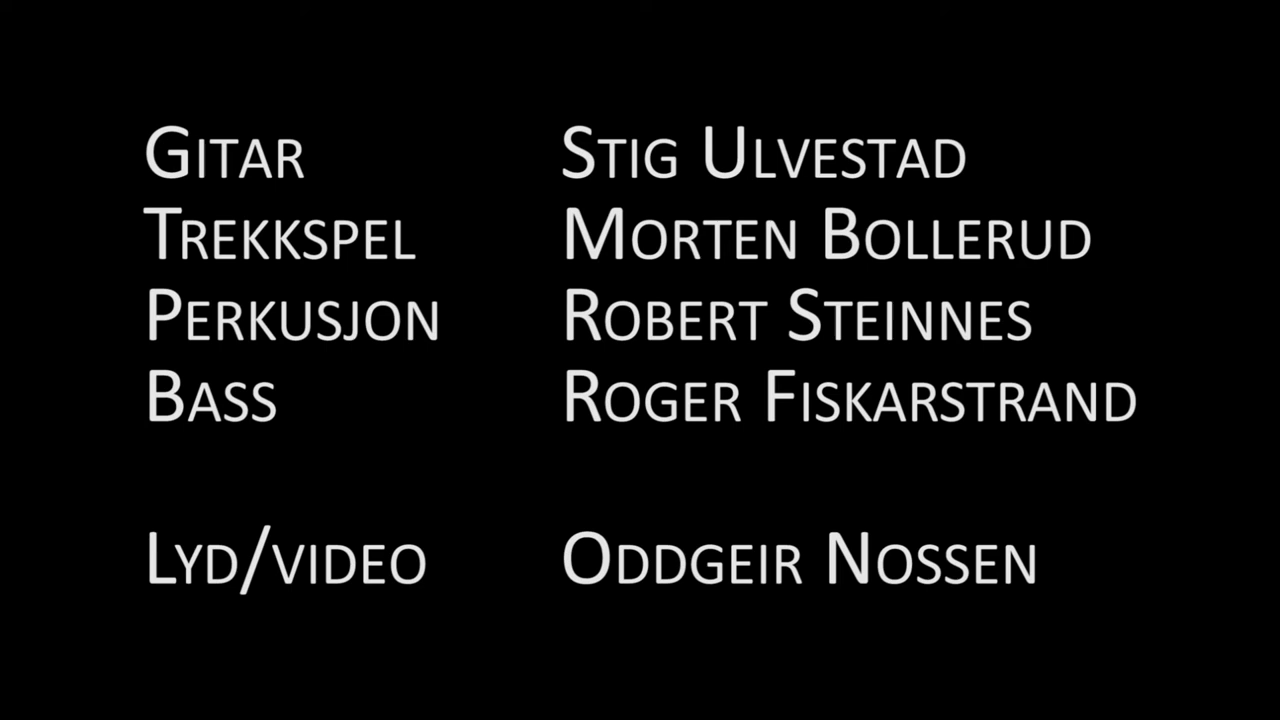 Gitar Stig Ulvestad
Trekkspel Morten Bollerud
Perkusjon Robert Steinnes
Bass Roger Fiskarstrand
Lyd/video Oddgeir Nossen